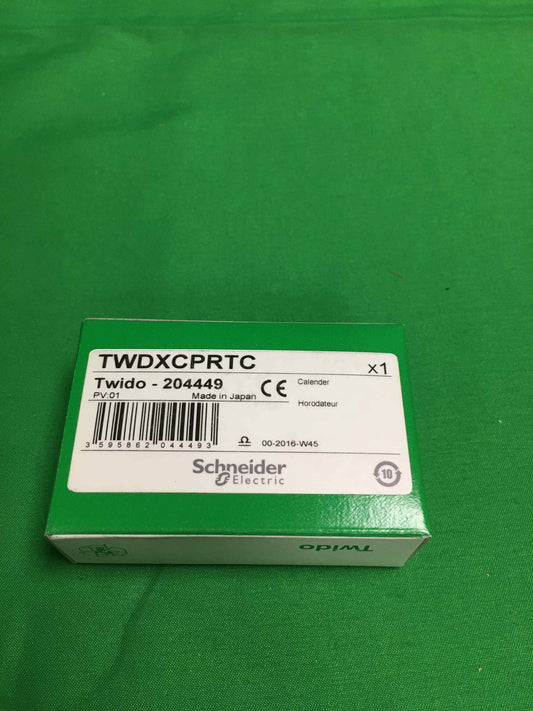 TWDXCPRTC
x1
Twido - 204449
CE
Calender
PV:01
Made in Japan
Horodateur
3 595862 044493
00-2016-W45
Schneider
Electric
10
Twido